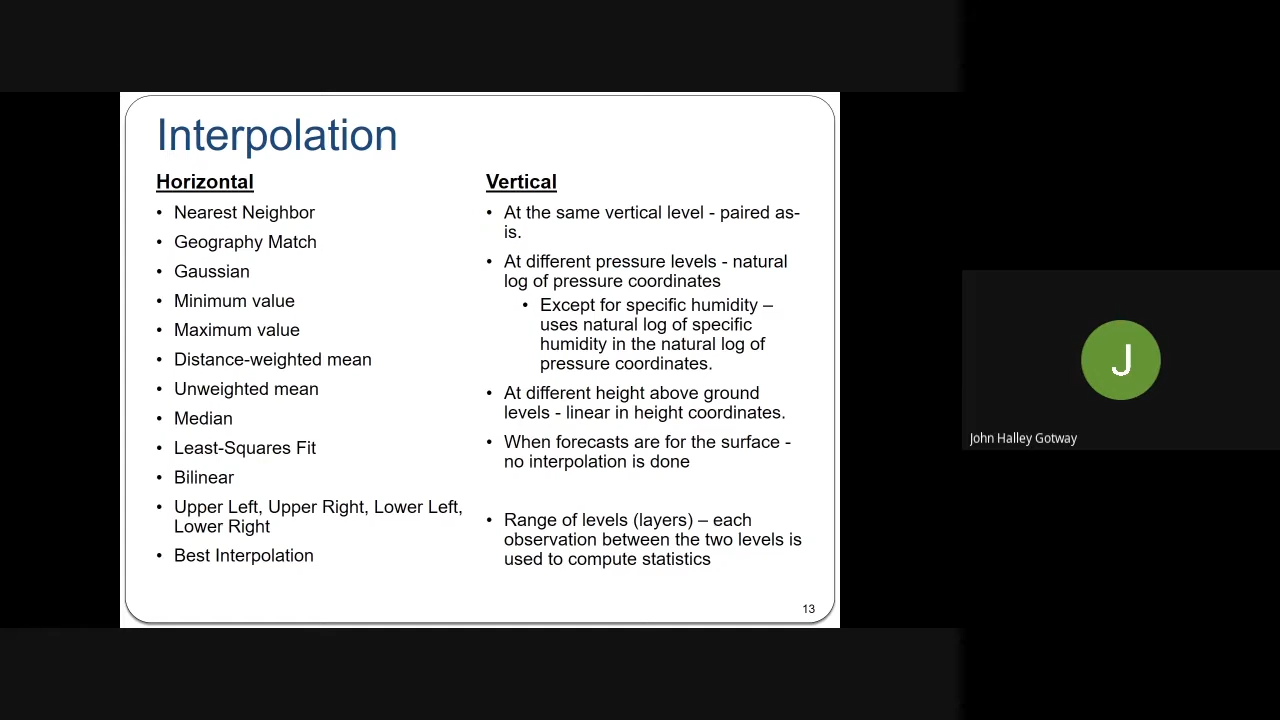 Interpolation
Horizontal
• Nearest Neighbor
• Geography Match
• Gaussian
• Minimum value
• Maximum value
• Distance-weighted mean
• Unweighted mean
• Median
• Least-Squares Fit
• Bilinear
• Upper Left, Upper Right, Lower Left,
Lower Right
• Best Interpolation
Vertical
• At the same vertical level - paired as-
is.
• At different pressure levels - natural
log of pressure coordinates
• Except for specific humidity –
uses natural log of specific
humidity in the natural log of
pressure coordinates.
• At different height above ground
levels - linear in height coordinates.
• When forecasts are for the surface -
no interpolation is done
• Range of levels (layers) – each
observation between the two levels is
used to compute statistics
13
J
John Halley Gotway